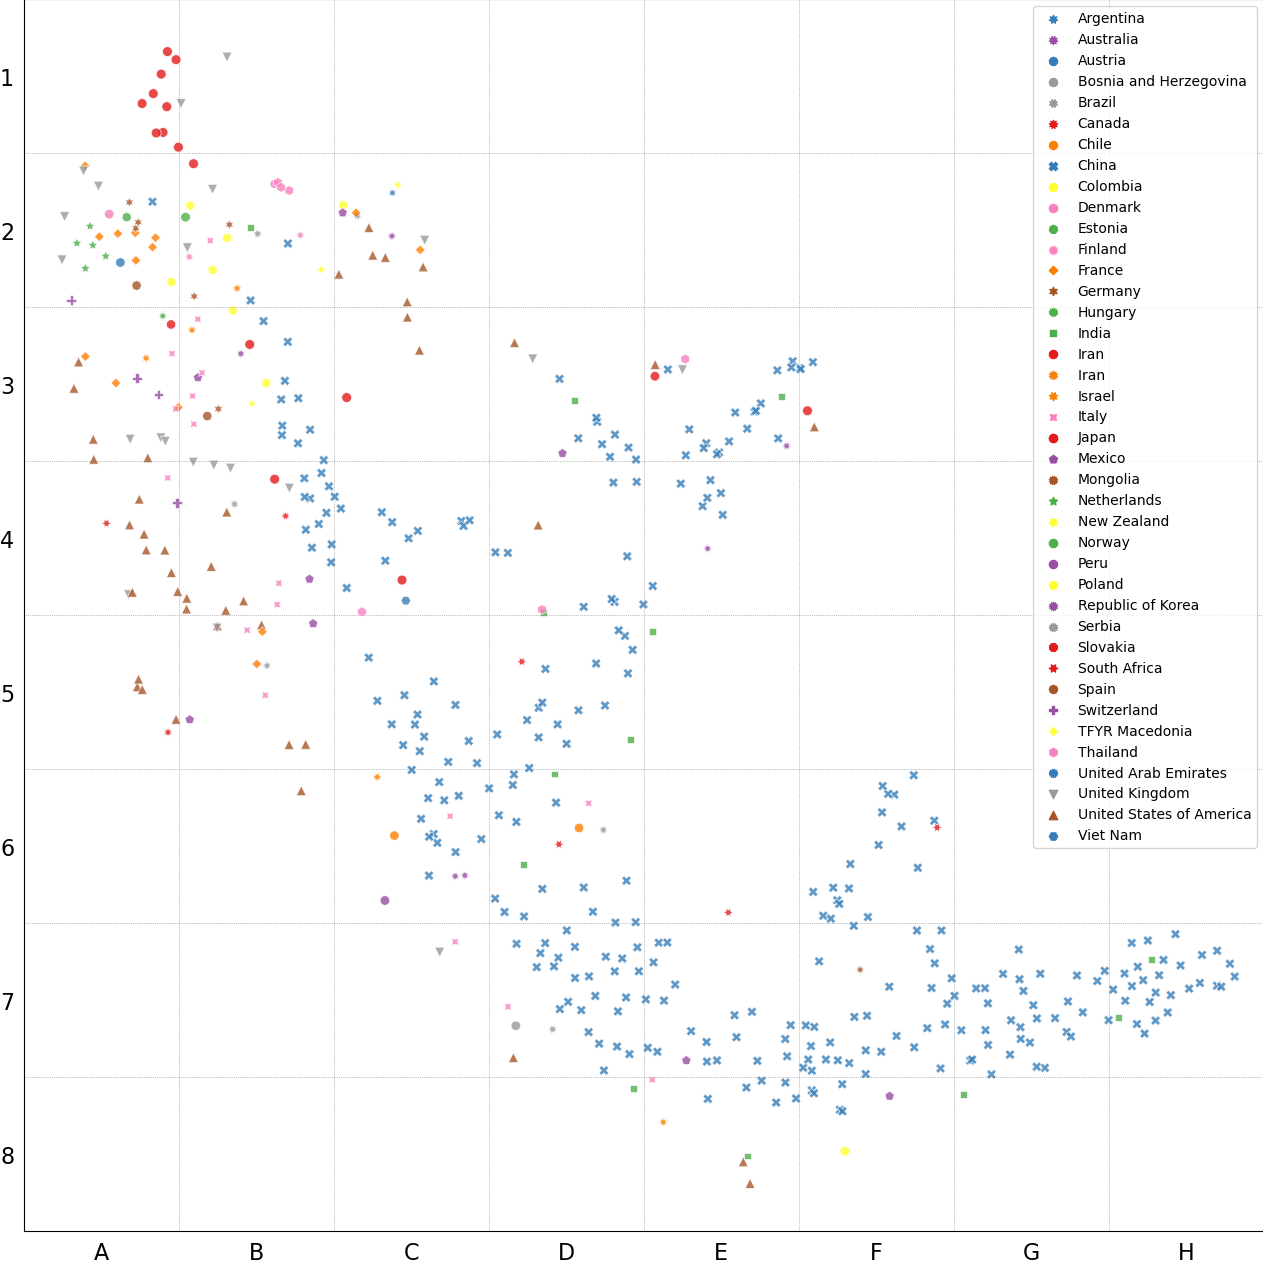 Argentina
Australia
Austria
Bosnia and Herzegovina
Brazil
Canada
Chile
China
Colombia
Denmark
Estonia
Finland
France
Germany
Hungary
India
Iran
Iran
Israel
Italy
Japan
Mexico
Mongolia
Netherlands
New Zealand
Norway
Peru
Poland
Republic of Korea
Serbia
Slovakia
South Africa
Spain
Switzerland
TFYR Macedonia
Thailand
United Arab Emirates
United Kingdom
United States of America
Viet Nam
1
2
3
4
5
6
7
8
A B C D E F G H